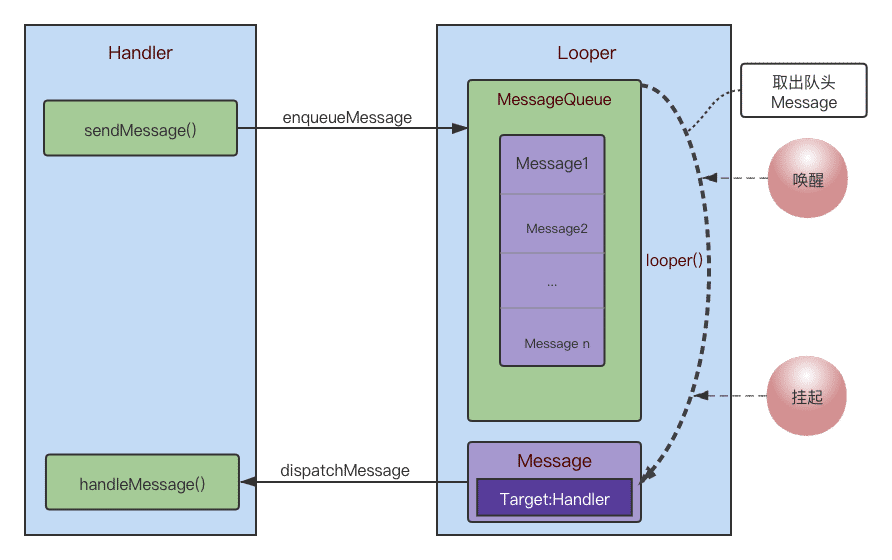 Handler
Looper
sendMessage()
enqueueMessage
MessageQueue
Message1
Message2
...
Message n
取出队头
Message
唤醒
looper()
挂起
handleMessage()
dispatchMessage
Message
Target:Handler